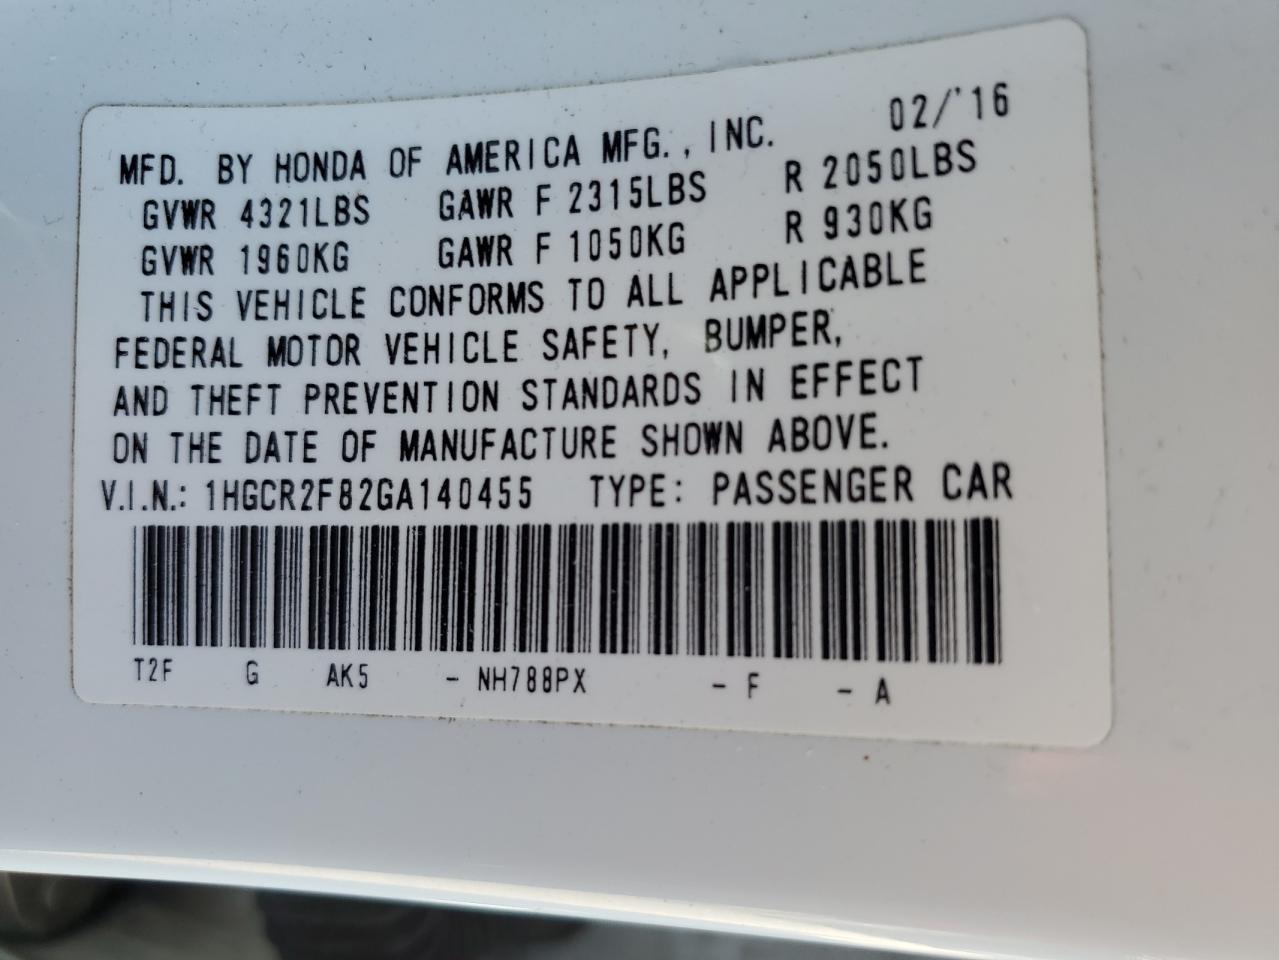 02/'16
MFD. BY HONDA OF AMERICA MFG., INC.
GVWR 4321LBS GAWR F 2315LBS R 2050LBS
GVWR 1960KG GAWR F 1050KG R 930KG
THIS VEHICLE CONFORMS TO ALL APPLICABLE
FEDERAL MOTOR VEHICLE SAFETY, BUMPER,
AND THEFT PREVENTION STANDARDS IN EFFECT
ON THE DATE OF MANUFACTURE SHOWN ABOVE.
V.I.N.: 1HGCR2F82GA140455 TYPE: PASSENGER CAR
T2F G AK5 - NH788PX - F - A